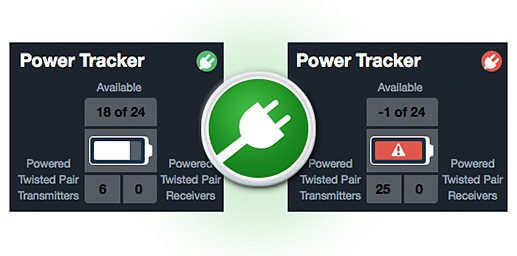 Power Tracker
Available
18 of 24
Powered
Twisted Pair
Transmitters
6
0
Powered
Twisted Pair
Receivers
Power Tracker
Available
-1 of 24
Powered
Twisted Pair
Transmitters
25
0
Powered
Twisted Pair
Receivers